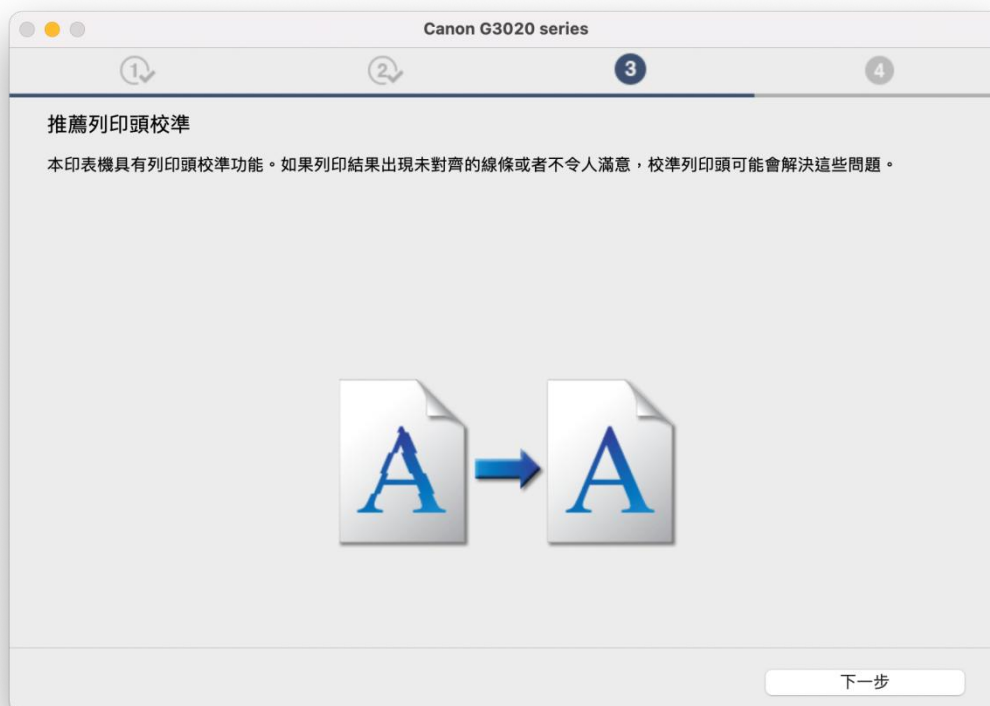 Canon G3020 series
1
2
3
4
推薦列印頭校準
本印表機具有列印頭校準功能。如果列印結果出現未對齊的線條或者不令人滿意，校準列印頭可能會解決這些問題。
A
A
下一步